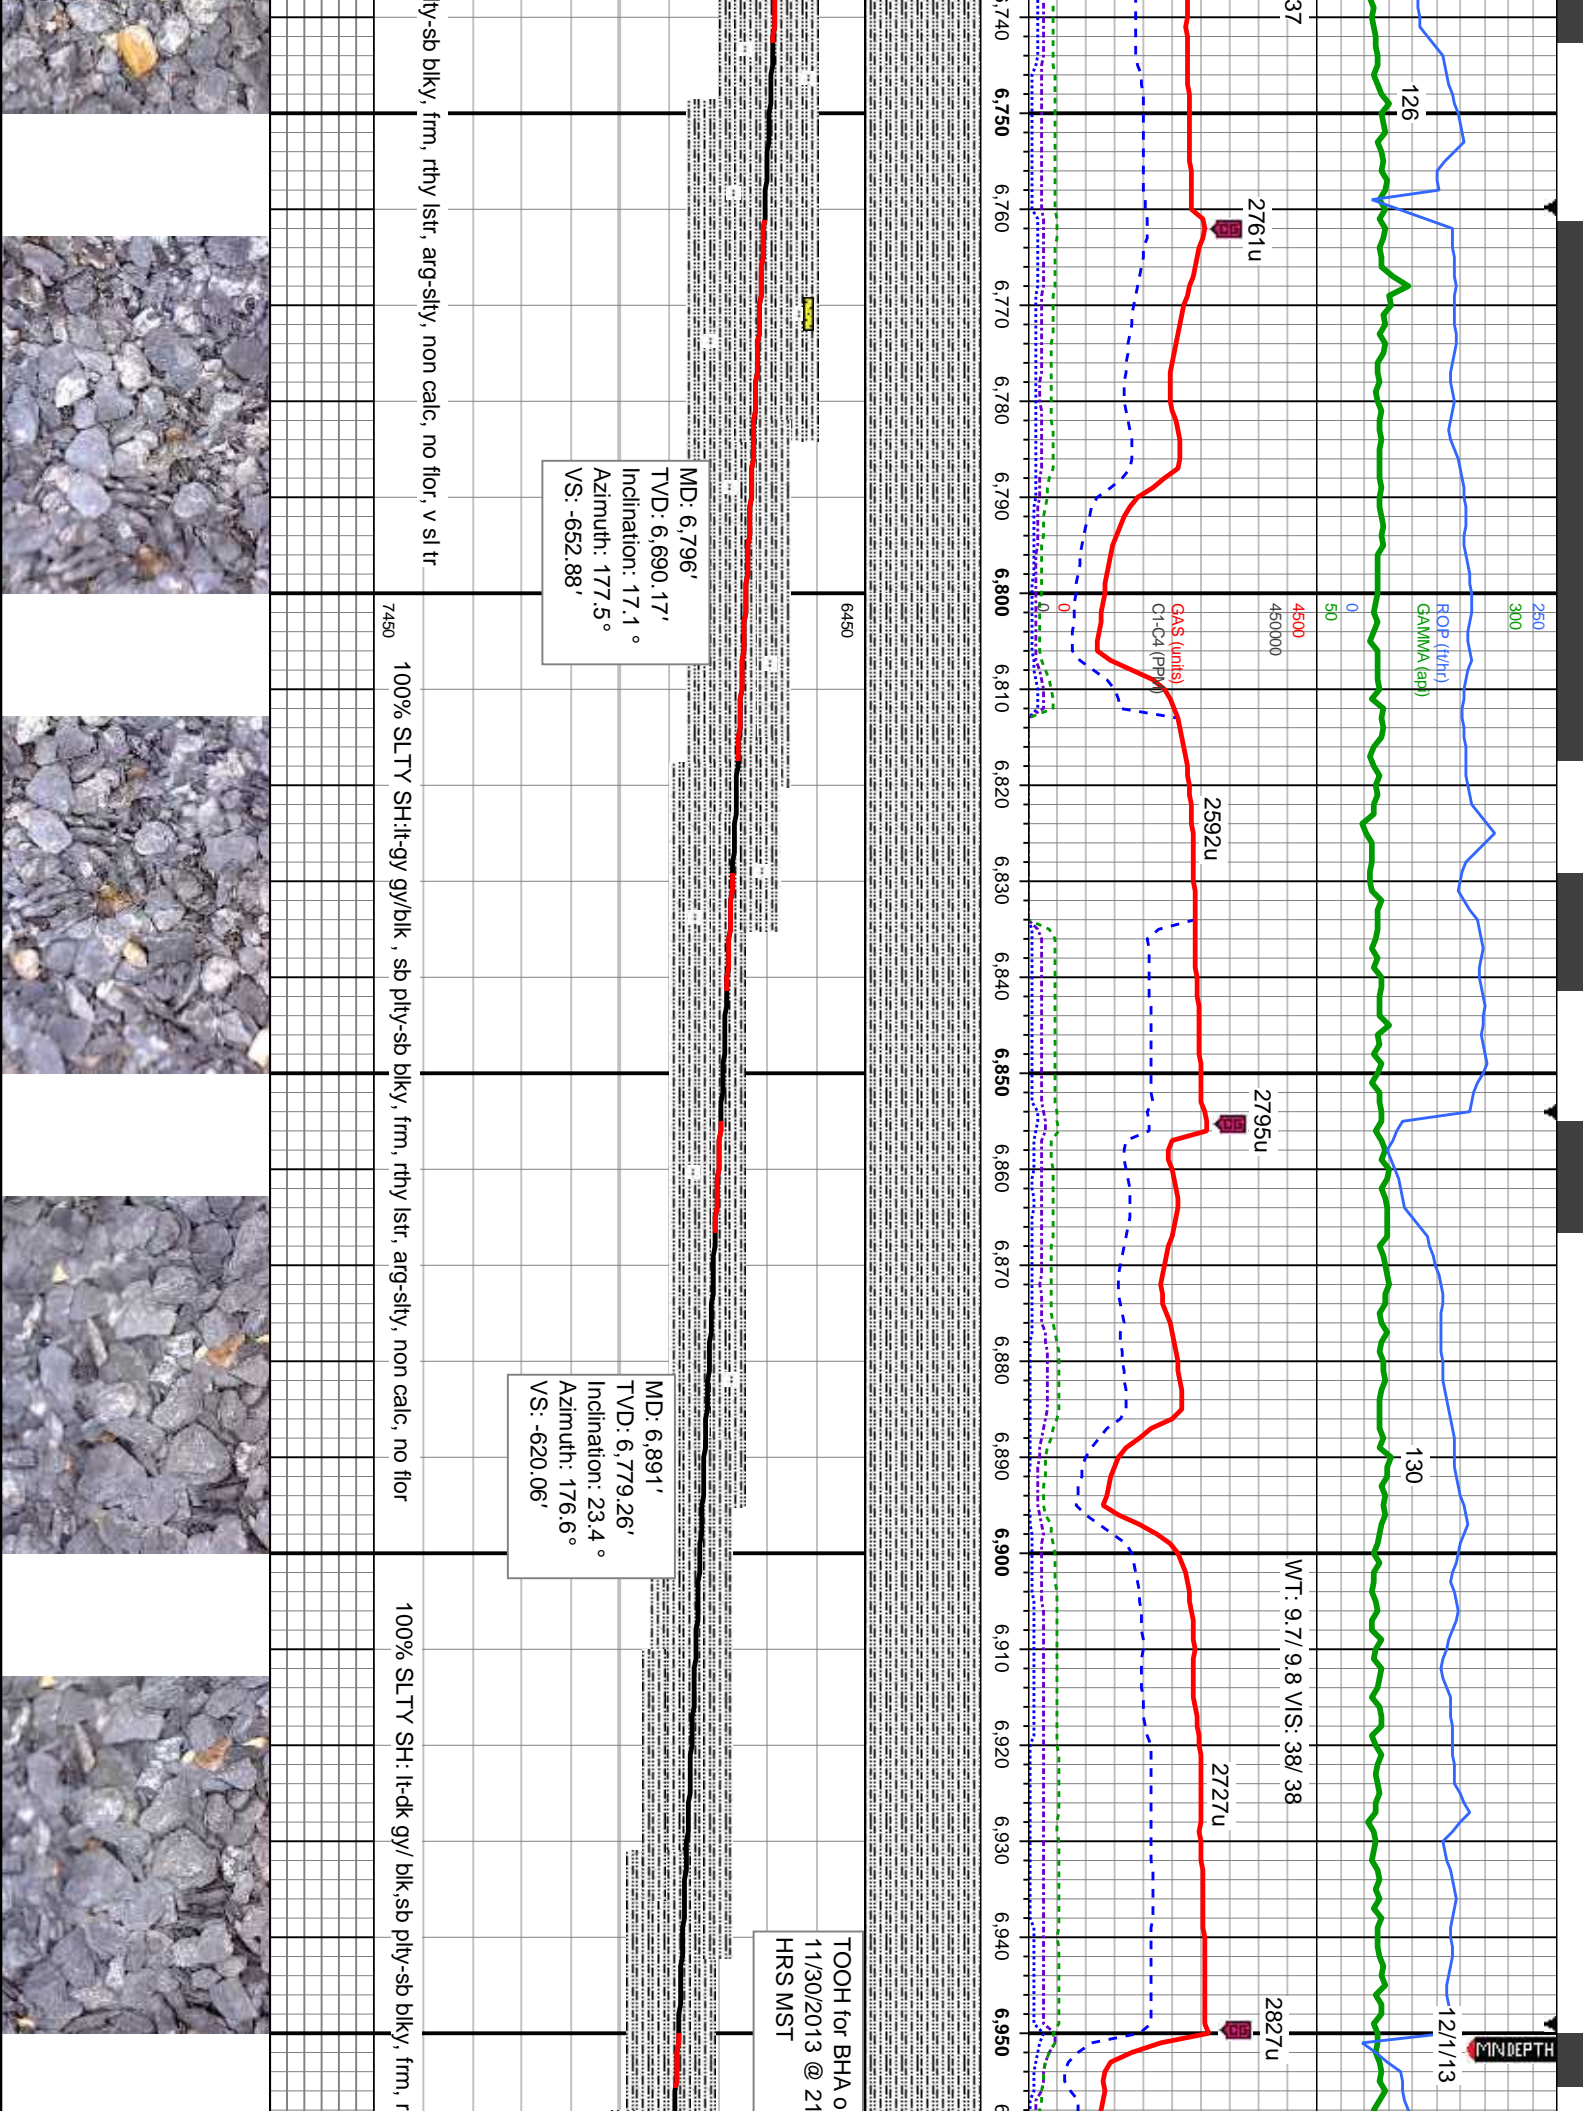 12/1/13
MN DEPTH
250
300
ROP (ft/hr)
GAMMA (api)
0
50
126
130
37
WT: 9.7/ 9.8 VIS: 38/ 38
4500
450000
GAS (units)
C1-C4 (PPM)
0
0
2761u
CG
2592u
2795u
CG
2727u
2827u
CG
6,740
6,750
6,760
6,770
6,780
6,790
6,800
6,810
6,820
6,830
6,840
6,850
6,860
6,870
6,880
6,890
6,900
6,910
6,920
6,930
6,940
6,950
6450
TOOH for BHA o
11/30/2013 @ 21
HRS MST
MD: 6,796'
TVD: 6,690.17'
Inclination: 17.1 °
Azimuth: 177.5°
VS: -652.88'
MD: 6,891'
TVD: 6,779.26'
Inclination: 23.4 °
Azimuth: 176.6°
VS: -620.06'
7450
lty-sb blky, frm, rthy lstr, arg-slty, non calc, no flor, v sl tr
100% SLTY SH:lt-gy gy/blk , sb plty-sb blky, frm, rthy lstr, arg-slty, non calc, no flor
100% SLTY SH: lt-dk gy/ blk,sb plty-sb blky, frm, r